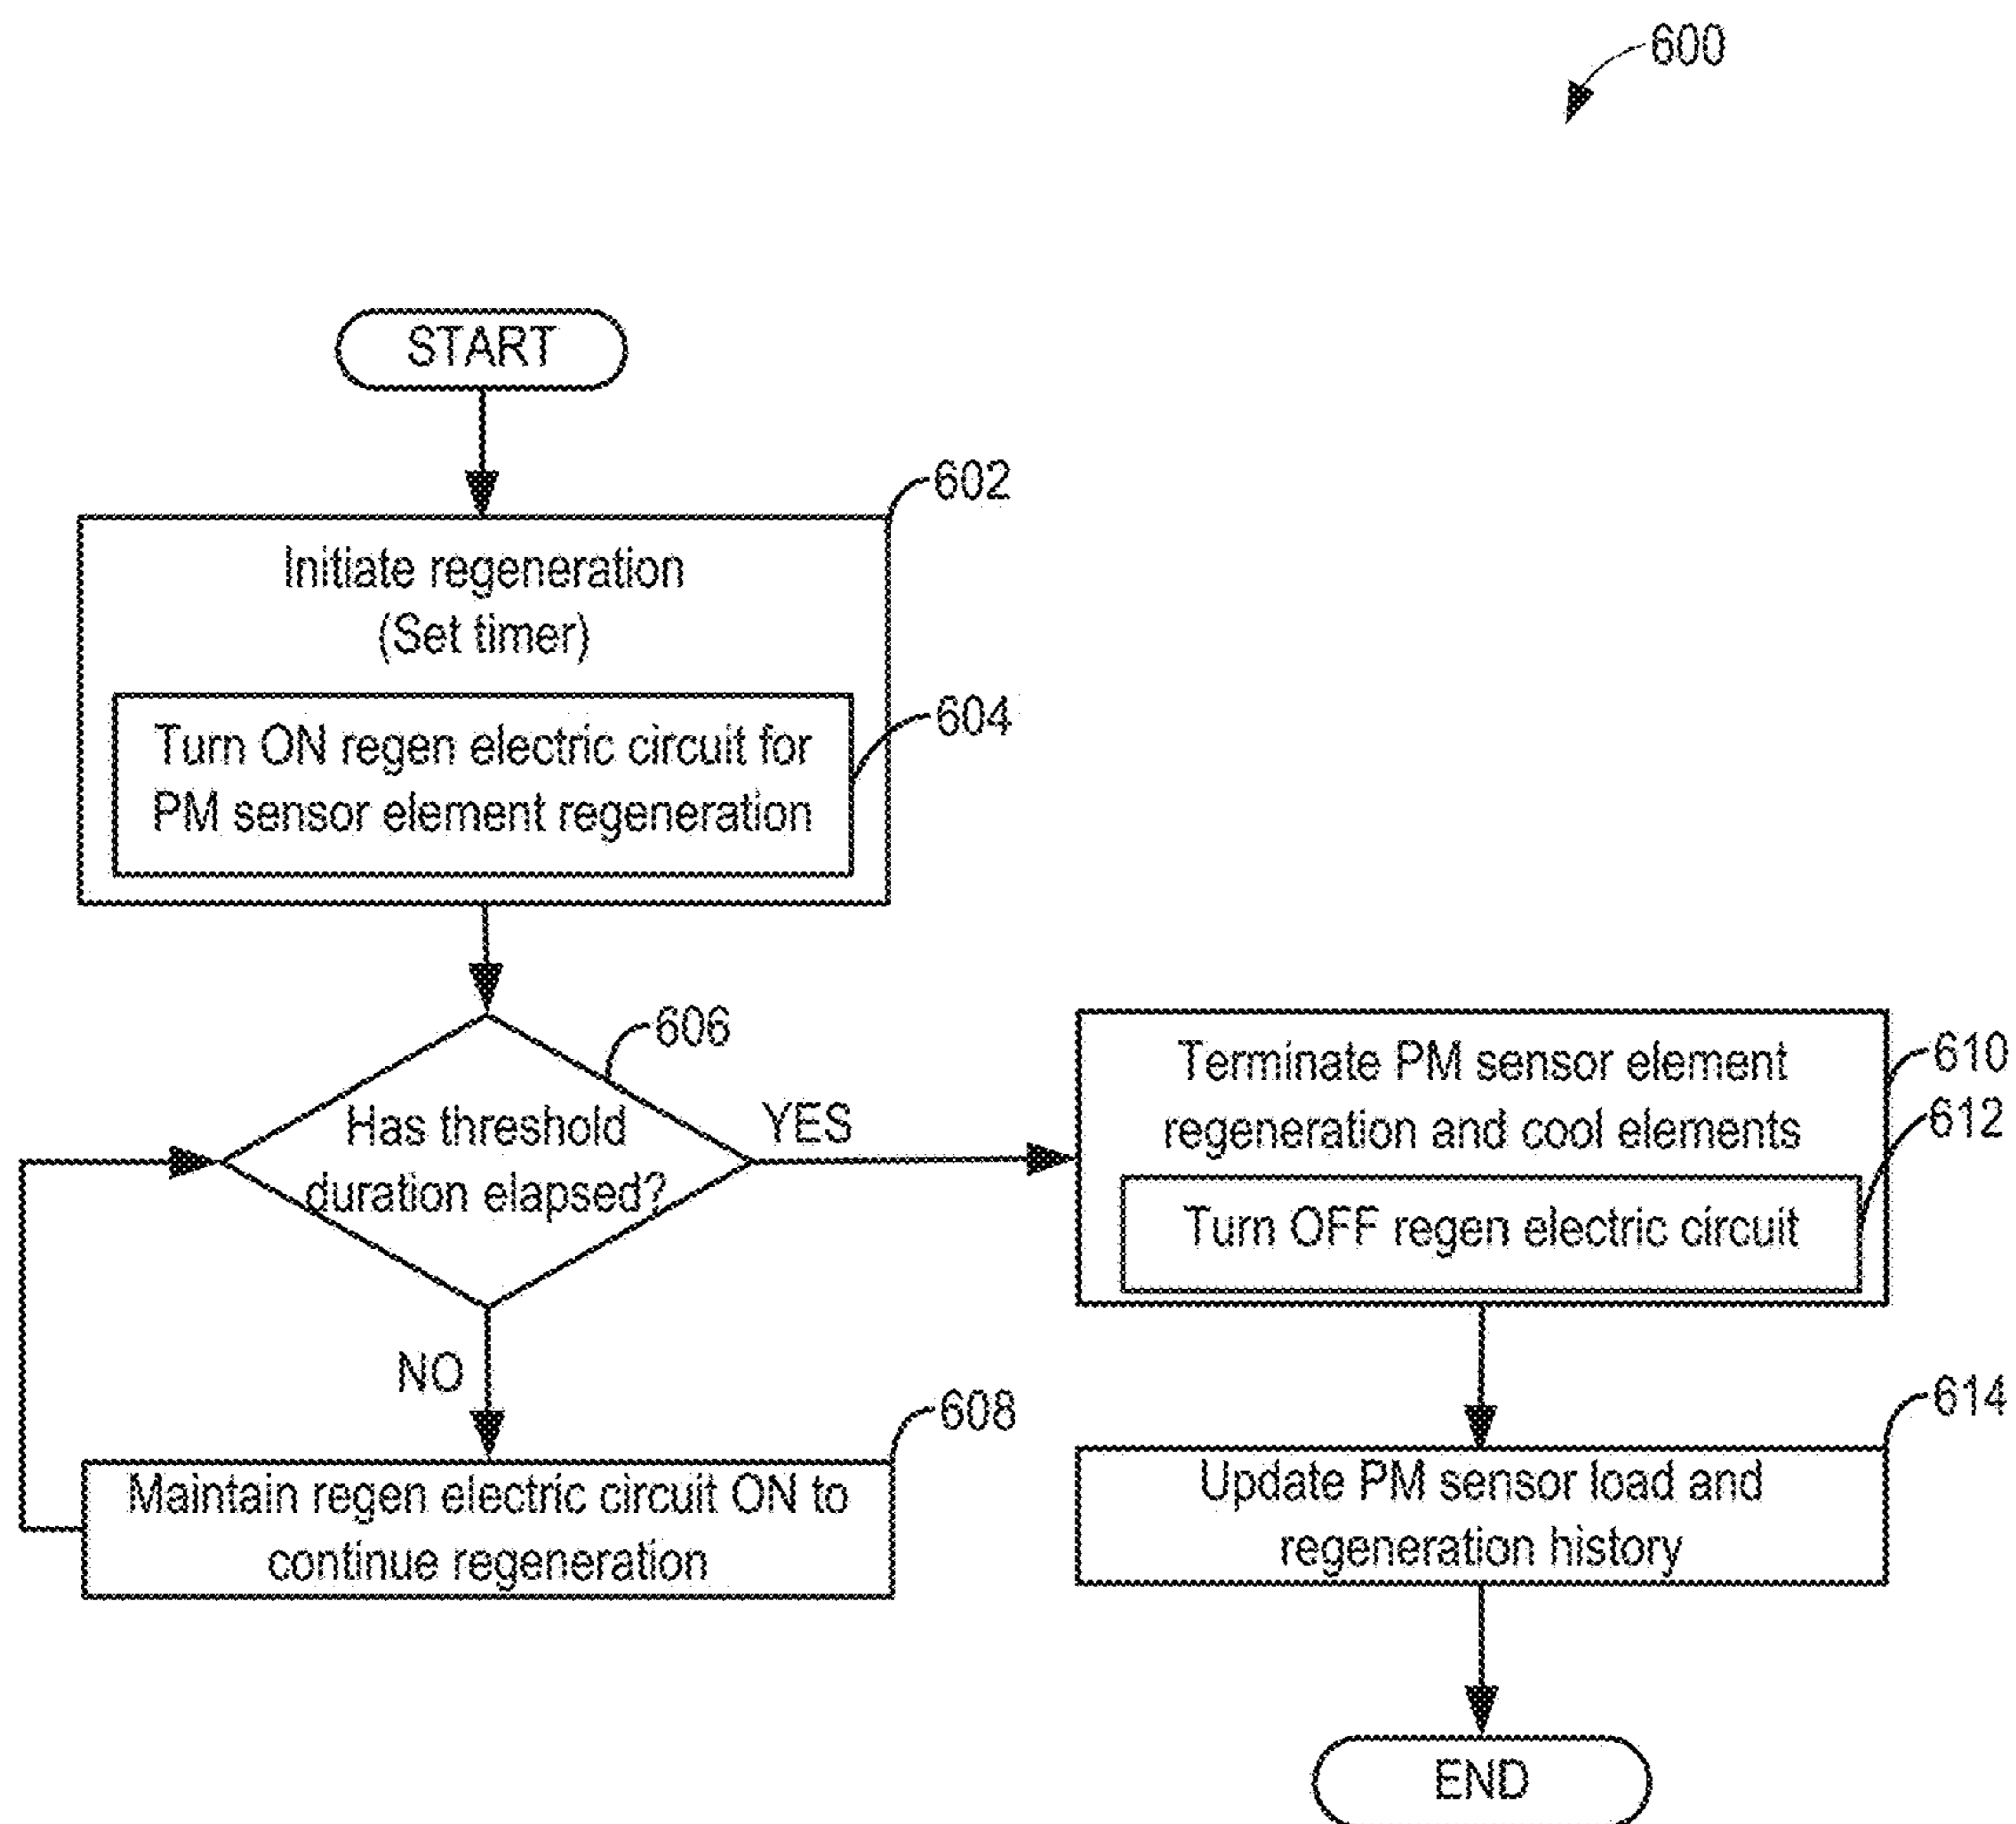 600
START
602
Initiate regeneration
(Set timer)
604
Turn ON regen electric circuit for
PM sensor element regeneration
606
Has threshold
duration elapsed?
YES
NO
608
Maintain regen electric circuit ON to
continue regeneration
610
Terminate PM sensor element
regeneration and cool elements
612
Turn OFF regen electric circuit
614
Update PM sensor load and
regeneration history
END